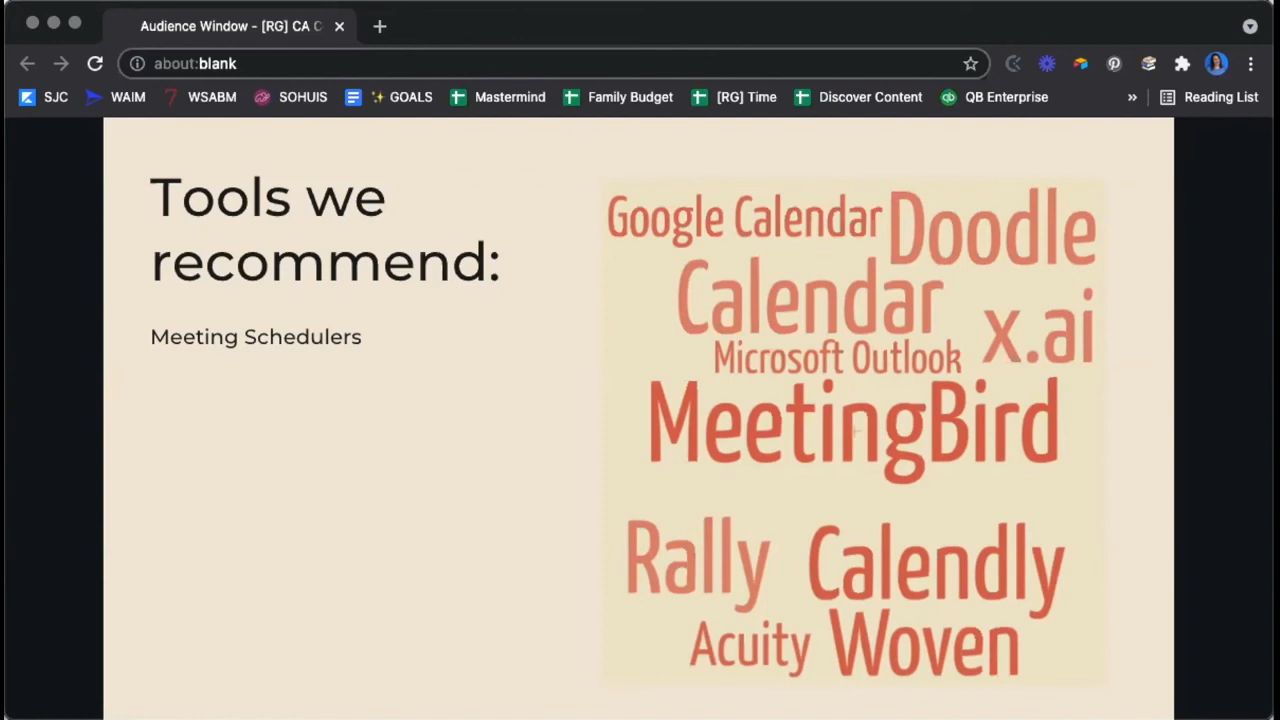 Audience Window - [RG] CA C
about:blank
SJC WAIM WSABM SOHUIS ✨ GOALS Mastermind Family Budget [RG] Time Discover Content QB Enterprise » Reading List
Tools we
recommend:
Meeting Schedulers
Google Calendar
Doodle
Calendar
x.ai
Microsoft Outlook
MeetingBird
Rally
Calendly
Acuity
Woven